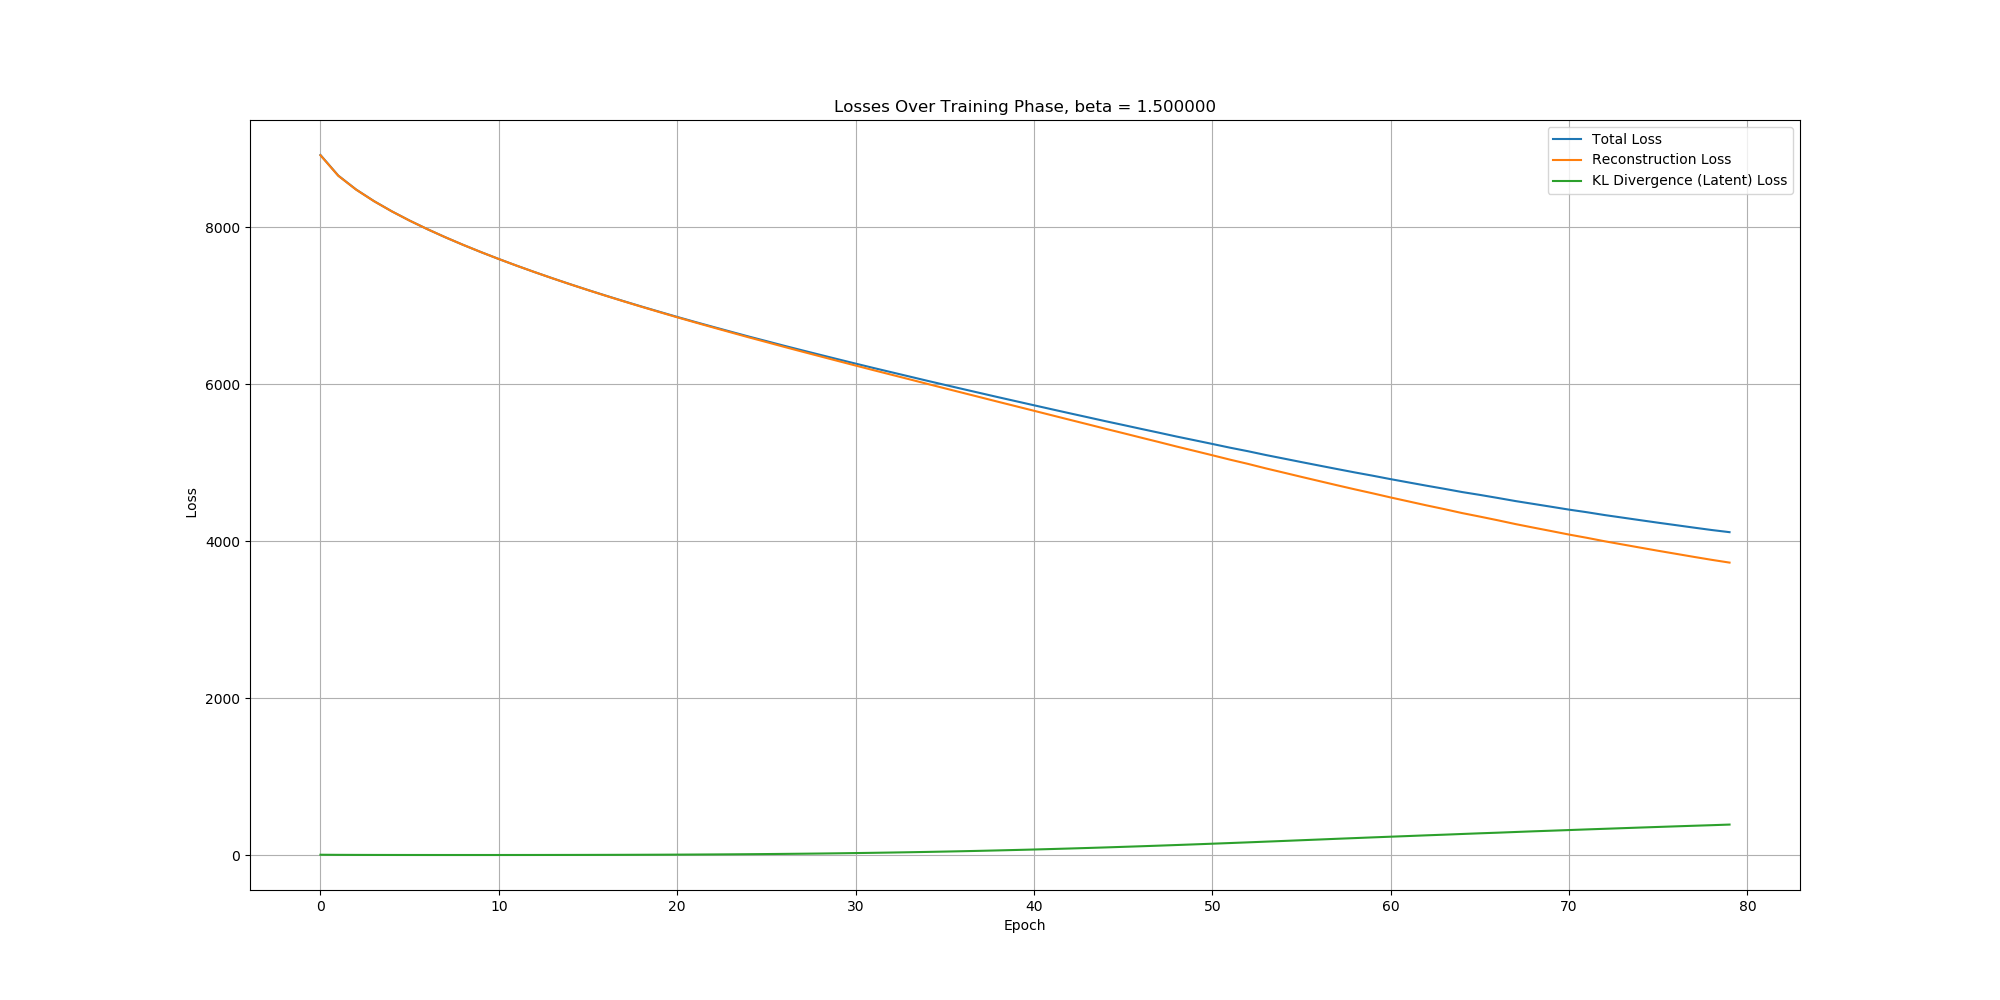 Losses Over Training Phase, beta = 1.500000
Total Loss
Reconstruction Loss
KL Divergence (Latent) Loss
8000
6000
4000
2000
0
Loss
0 10 20 30 40 50 60 70 80
Epoch